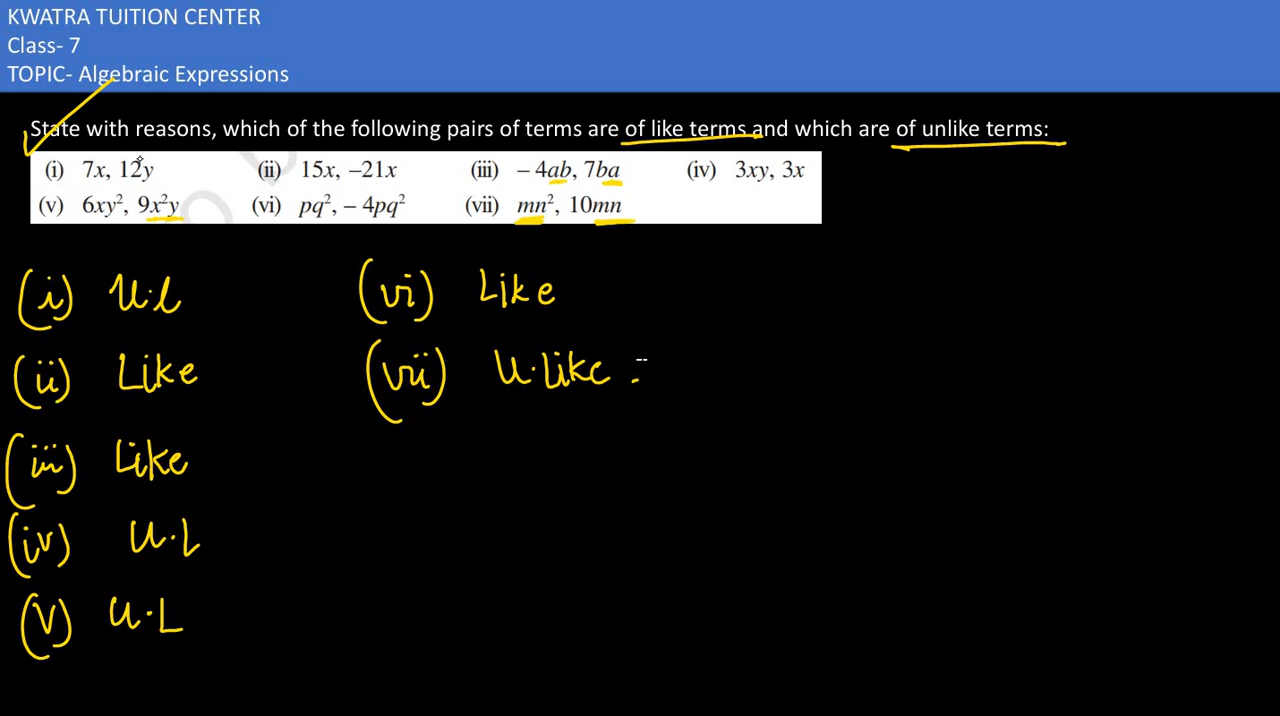 KWATRA TUITION CENTER
Class- 7
TOPIC- Algebraic Expressions
State with reasons, which of the following pairs of terms are of like terms and which are of unlike terms:
(i) 7x, 12y (ii) 15x, –21x (iii) – 4ab, 7ba (iv) 3xy, 3x
(v) 6xy², 9x²y (vi) pq², – 4pq² (vii) mn², 10mn
(i) U.l
(ii) Like
(iii) Like
(iv) U.L
(v) U.L
(vi) Like
(vii) U.Like